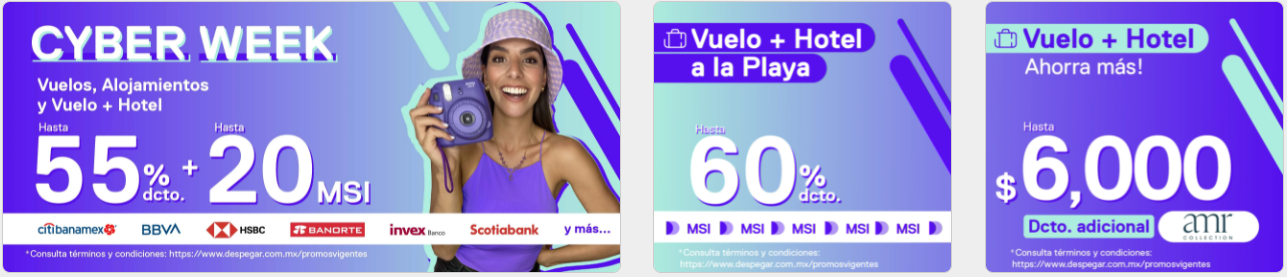 CYBER WEEK
Vuelos, Alojamientos
y Vuelo + Hotel
Hasta
55% dcto.
+
Hasta
20 MSI
citibanamex BBVA HSBC BANORTE invex Banco Scotiabank y más...
*Consulta términos y condiciones: https://www.despegar.com.mx/promosvigentes
Vuelo + Hotel
a la Playa
Hasta
60% dcto.
MSI MSI MSI MSI MSI
*Consulta términos y condiciones:
https://www.despegar.com.mx/promosvigentes
Vuelo + Hotel
Ahorra más!
Hasta
$6,000
Dcto. adicional amr
COLLECTION
*Consulta términos y condiciones:
https://www.despegar.com.mx/promosvigentes